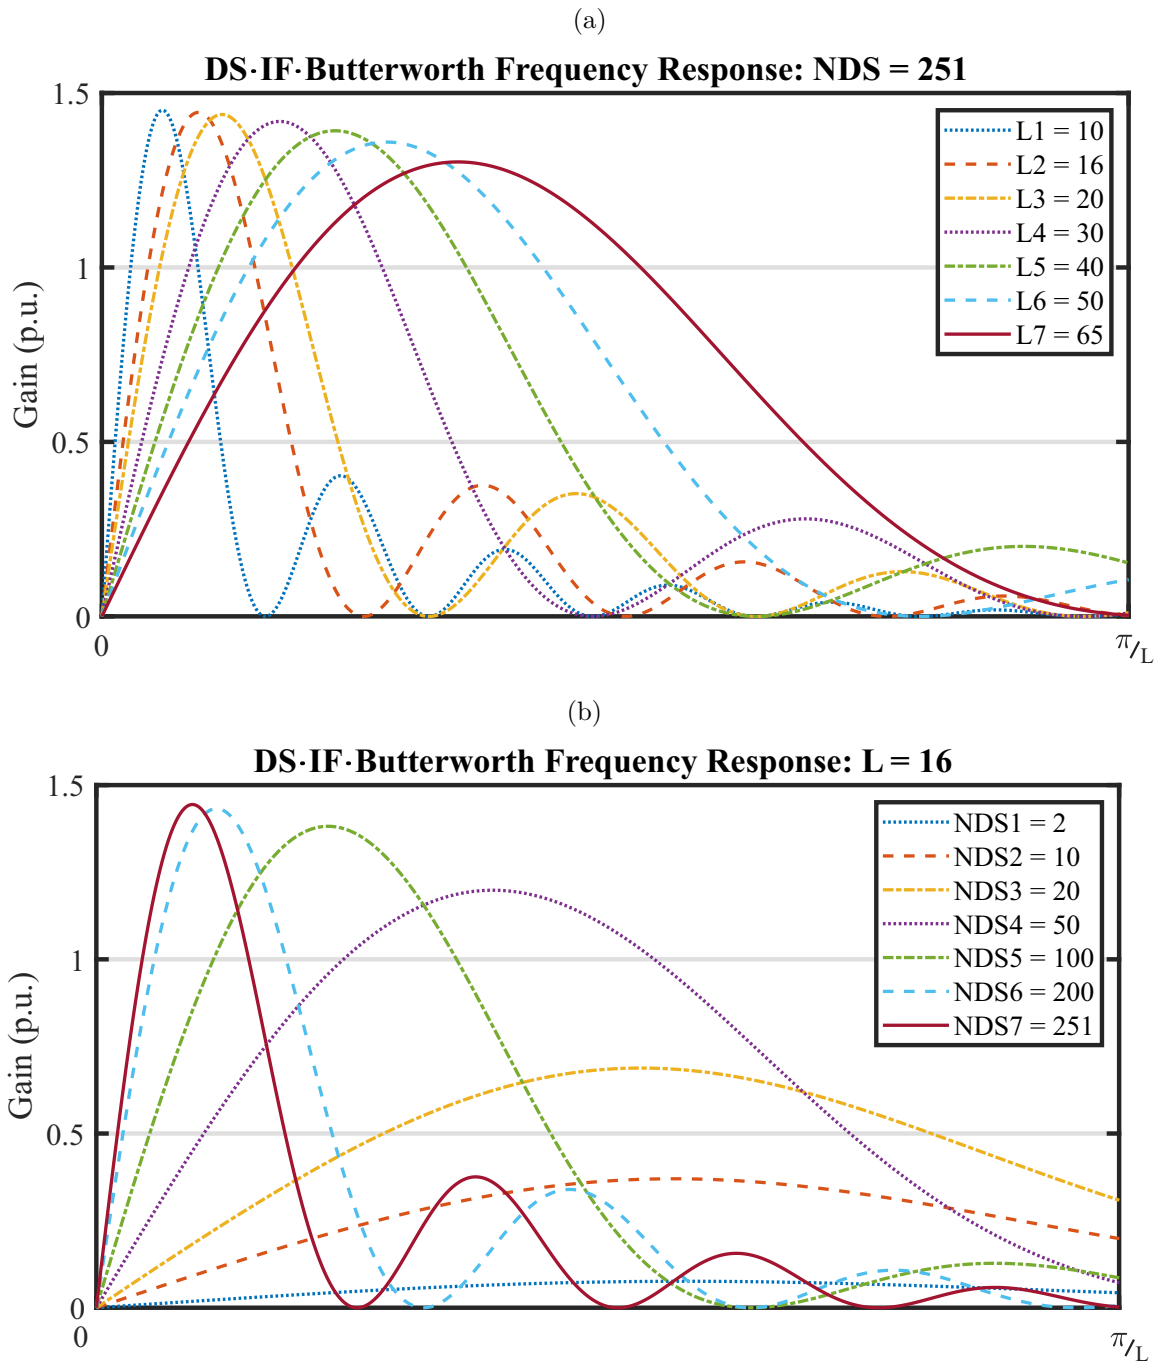 (a)
DS·IF·Butterworth Frequency Response: NDS = 251
1.5
L1 = 10
L2 = 16
L3 = 20
L4 = 30
L5 = 40
L6 = 50
L7 = 65
1
Gain (p.u.)
0.5
0
0
π/L
(b)
DS·IF·Butterworth Frequency Response: L = 16
1.5
NDS1 = 2
NDS2 = 10
NDS3 = 20
NDS4 = 50
NDS5 = 100
NDS6 = 200
NDS7 = 251
1
Gain (p.u.)
0.5
0
0
π/L